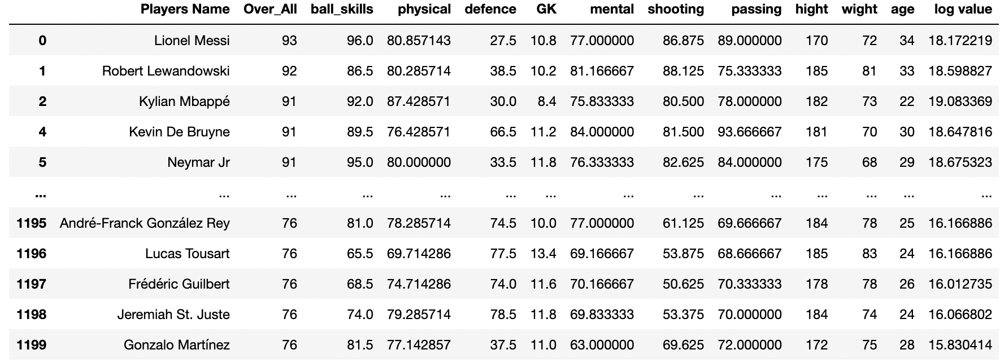 Players Name Over_All ball_skills physical defence GK mental shooting passing hight wight age log value
0 Lionel Messi 93 96.0 80.857143 27.5 10.8 77.000000 86.875 89.000000 170 72 34 18.172219
1 Robert Lewandowski 92 86.5 80.285714 38.5 10.2 81.166667 88.125 75.333333 185 81 33 18.598827
2 Kylian Mbappé 91 92.0 87.428571 30.0 8.4 75.833333 80.500 78.000000 182 73 22 19.083369
4 Kevin De Bruyne 91 89.5 76.428571 66.5 11.2 84.000000 81.500 93.666667 181 70 30 18.647816
5 Neymar Jr 91 95.0 80.000000 33.5 11.8 76.333333 82.625 84.000000 175 68 29 18.675323
... ... ... ... ... ... ... ... ... ... ... ... ... ...
1195 André-Franck González Rey 76 81.0 78.285714 74.5 10.0 77.000000 61.125 69.666667 184 78 25 16.166886
1196 Lucas Tousart 76 65.5 69.714286 77.5 13.4 69.166667 53.875 68.666667 185 83 24 16.166886
1197 Frédéric Guilbert 76 68.5 74.714286 74.0 11.6 70.166667 50.625 70.333333 178 78 26 16.012735
1198 Jeremiah St. Juste 76 74.0 79.285714 78.5 11.8 69.833333 53.375 70.000000 184 74 24 16.066802
1199 Gonzalo Martínez 76 81.5 77.142857 37.5 11.0 63.000000 69.625 72.000000 172 75 28 15.830414